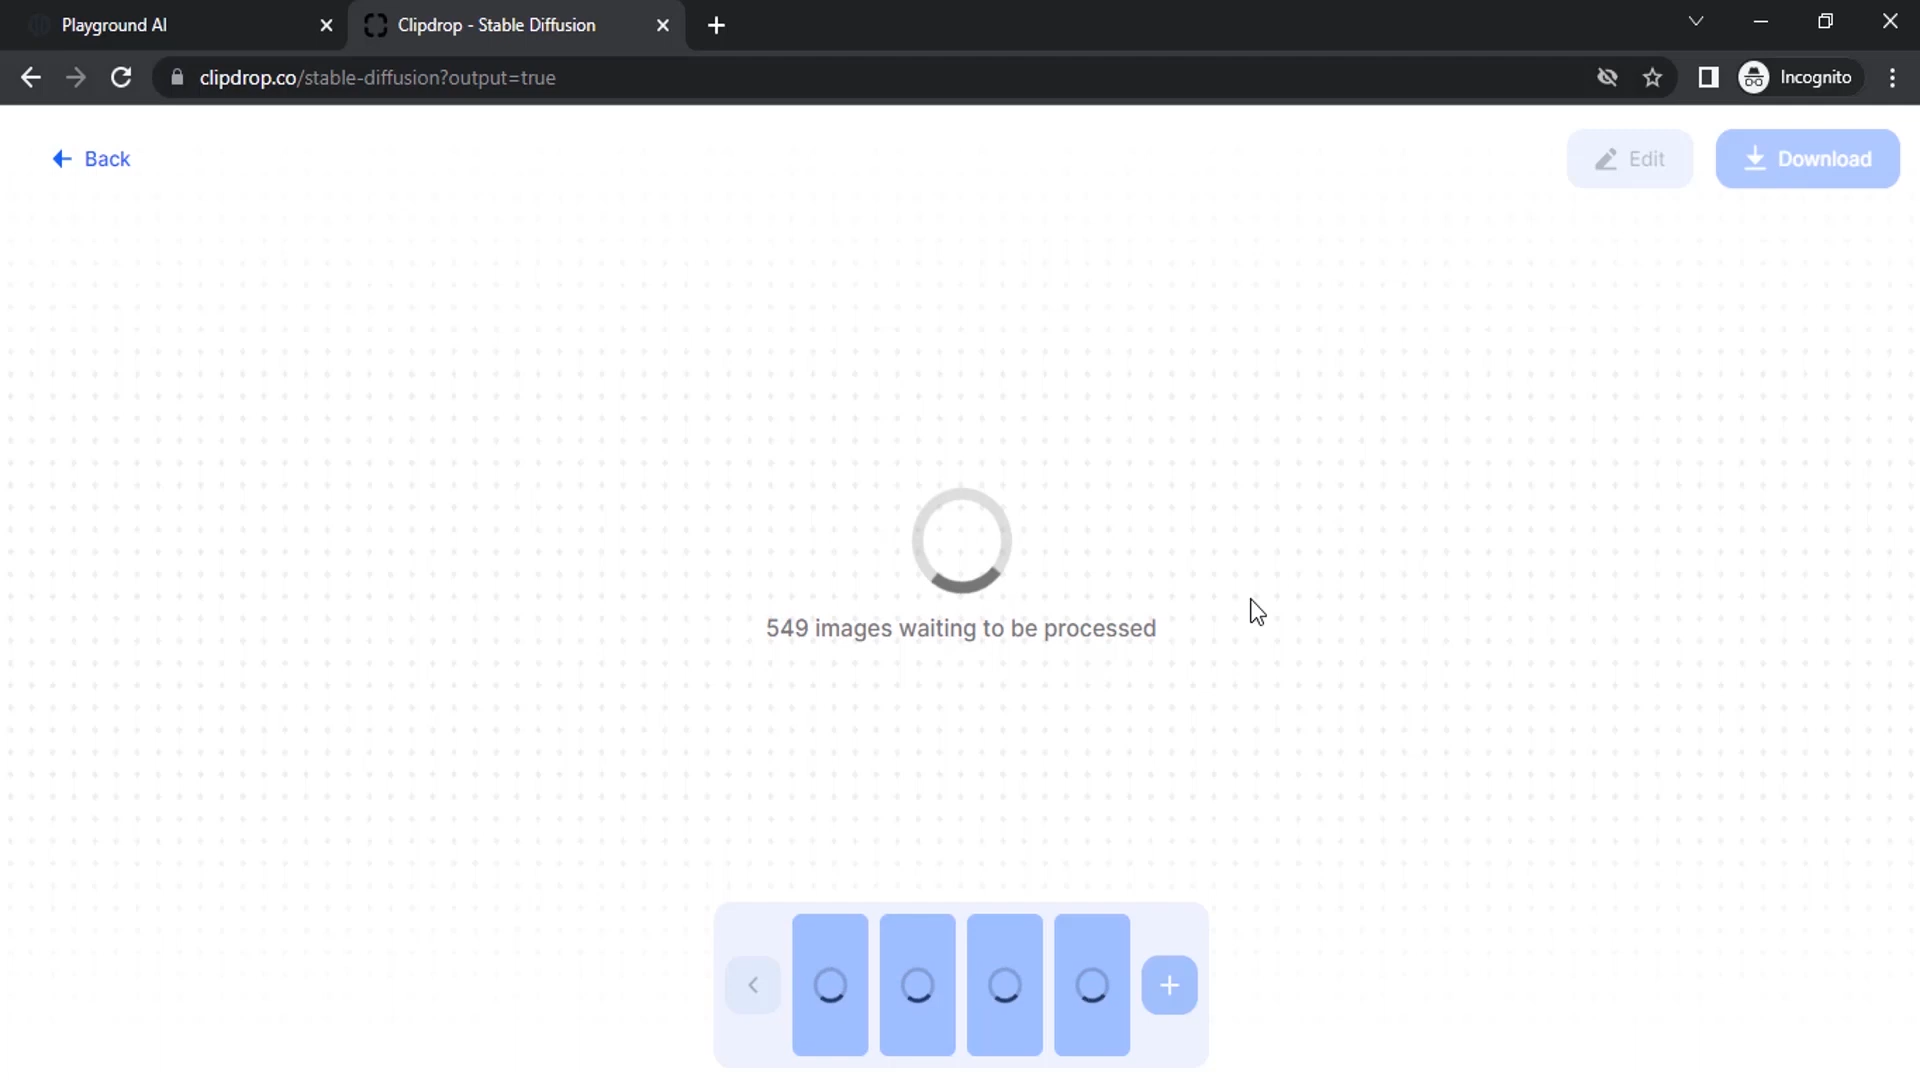 Playground AI
Clipdrop - Stable Diffusion
clipdrop.co/stable-diffusion?output=true
Incognito
Back
Edit
Download
549 images waiting to be processed